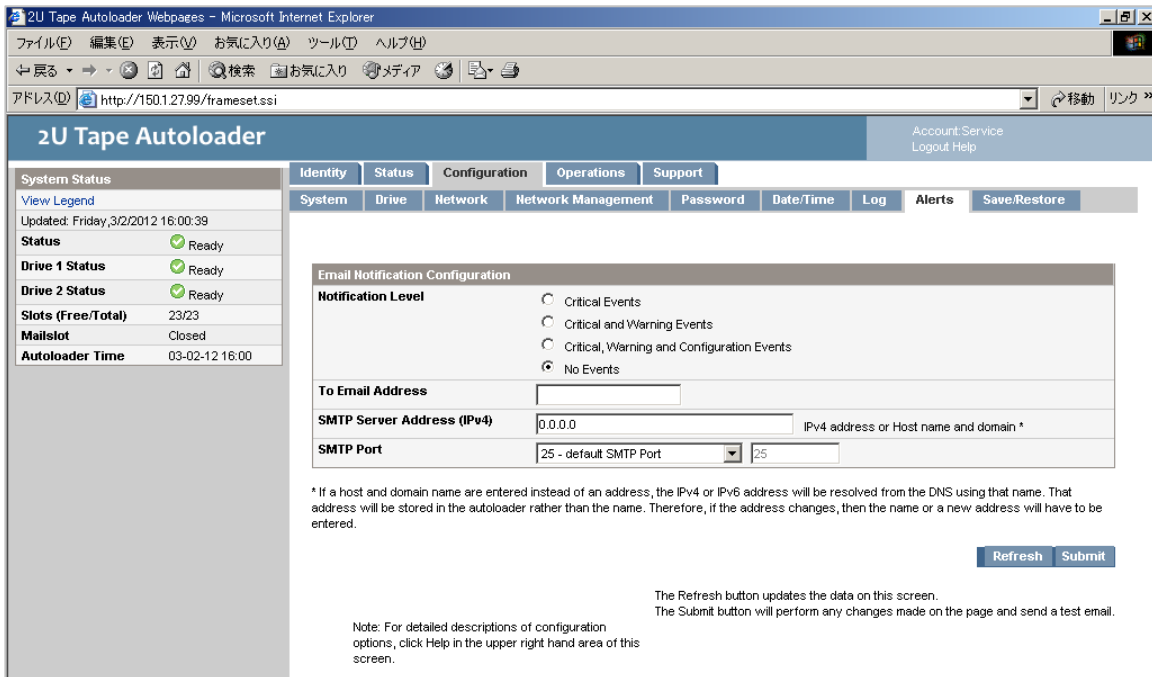 2U Tape Autoloader Webpages - Microsoft Internet Explorer
ファイル(F) 編集(E) 表示(V) お気に入り(A) ツール(T) ヘルプ(H)
戻る 検索 お気に入り メディア
アドレス(D) http://150.1.27.99/frameset.ssi 移動 リンク »
2U Tape Autoloader
Account:Service
Logout Help
System Status
View Legend
Updated: Friday,3/2/2012 16:00:39
Status Ready
Drive 1 Status Ready
Drive 2 Status Ready
Slots (Free/Total) 23/23
Mailslot Closed
Autoloader Time 03-02-12 16:00
Identity Status Configuration Operations Support
System Drive Network Network Management Password Date/Time Log Alerts Save/Restore
Email Notification Configuration
Notification Level
Critical Events
Critical and Warning Events
Critical, Warning and Configuration Events
No Events
To Email Address
SMTP Server Address (IPv4) 0.0.0.0 IPv4 address or Host name and domain *
SMTP Port 25 - default SMTP Port 25
* If a host and domain name are entered instead of an address, the IPv4 or IPv6 address will be resolved from the DNS using that name. That
address will be stored in the autoloader rather than the name. Therefore, if the address changes, then the name or a new address will have to be
entered.
Refresh Submit
The Refresh button updates the data on this screen.
The Submit button will perform any changes made on the page and send a test email.
Note: For detailed descriptions of configuration
options, click Help in the upper right hand area of this
screen.